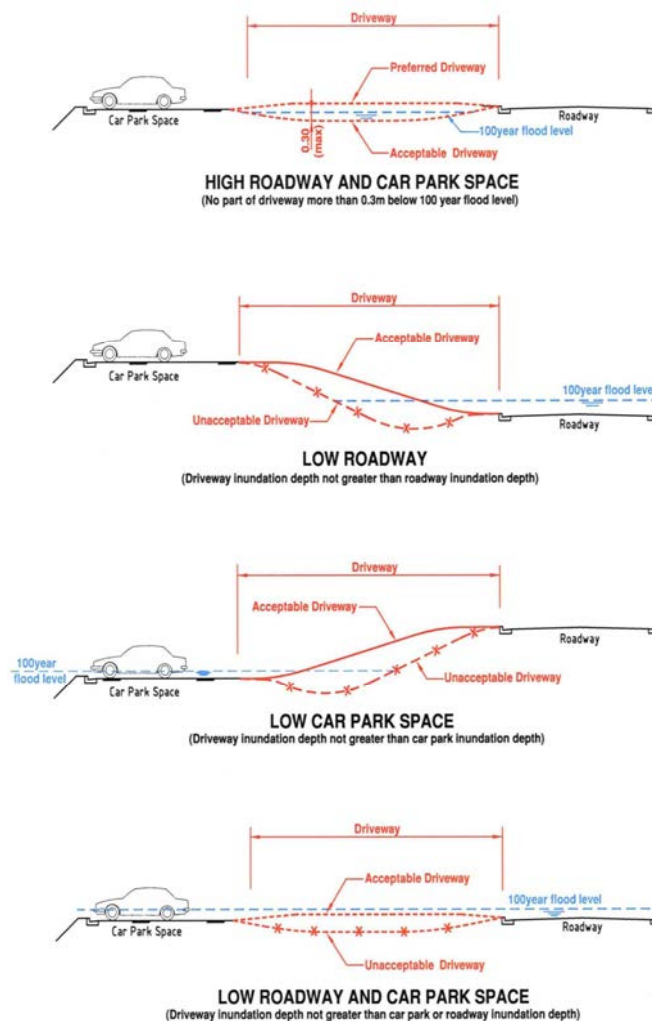 Driveway
Preferred Driveway
Car Park Space
0.30
(max)
Roadway
100year flood level
Acceptable Driveway
HIGH ROADWAY AND CAR PARK SPACE
(No part of driveway more than 0.3m below 100 year flood level)
Driveway
Acceptable Driveway
Car Park Space
100year flood level
Unacceptable Driveway
Roadway
LOW ROADWAY
(Driveway inundation depth not greater than roadway inundation depth)
Driveway
Acceptable Driveway
Roadway
100year
flood level
Unacceptable Driveway
Car Park Space
LOW CAR PARK SPACE
(Driveway inundation depth not greater than car park inundation depth)
Driveway
Acceptable Driveway
100year flood level
Car Park Space
Roadway
Unacceptable Driveway
LOW ROADWAY AND CAR PARK SPACE
(Driveway inundation depth not greater than car park or roadway inundation depth)